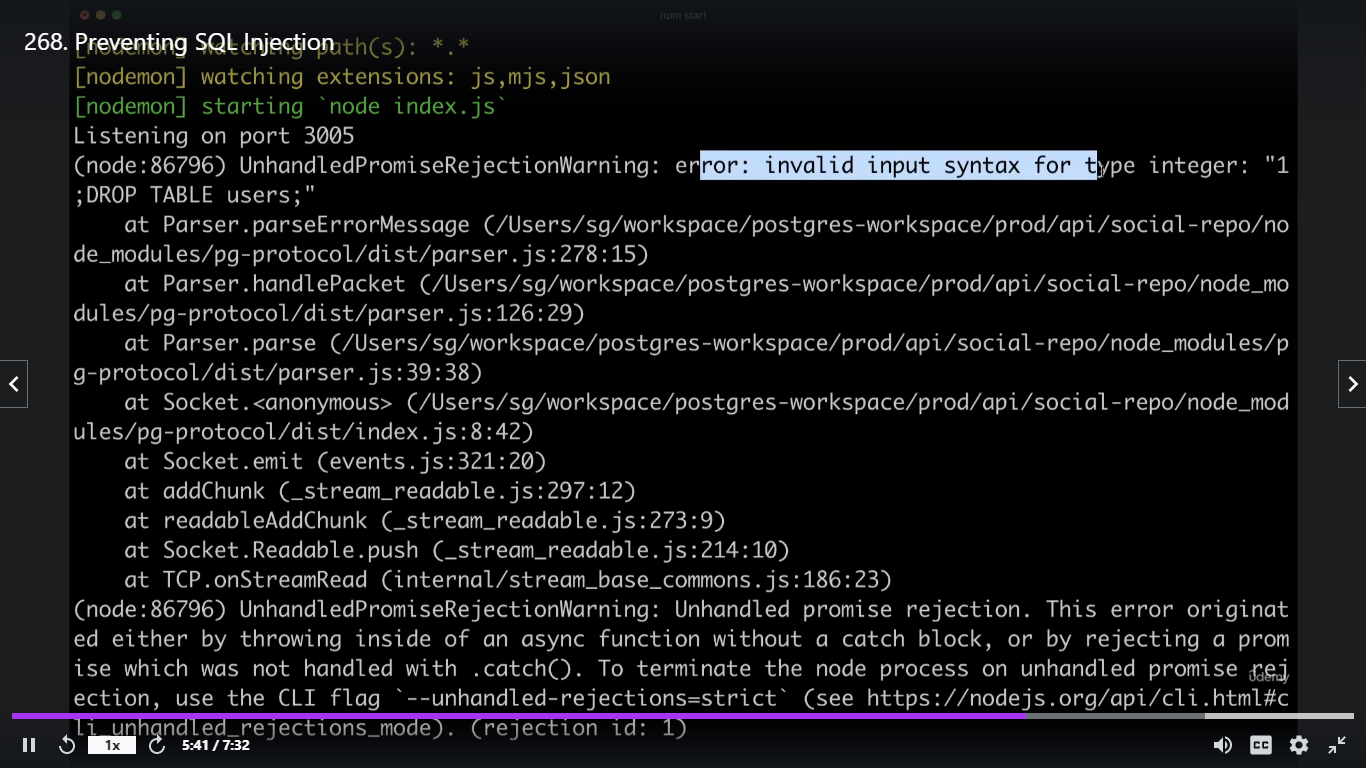 npm start
268. Preventing SQL Injection
[nodemon] watching path(s): *.*
[nodemon] watching extensions: js,mjs,json
[nodemon] starting `node index.js`
Listening on port 3005
(node:86796) UnhandledPromiseRejectionWarning: error: invalid input syntax for type integer: "1
;DROP TABLE users;"
    at Parser.parseErrorMessage (/Users/sg/workspace/postgres-workspace/prod/api/social-repo/no
de_modules/pg-protocol/dist/parser.js:278:15)
    at Parser.handlePacket (/Users/sg/workspace/postgres-workspace/prod/api/social-repo/node_mo
dules/pg-protocol/dist/parser.js:126:29)
    at Parser.parse (/Users/sg/workspace/postgres-workspace/prod/api/social-repo/node_modules/p
g-protocol/dist/parser.js:39:38)
    at Socket.<anonymous> (/Users/sg/workspace/postgres-workspace/prod/api/social-repo/node_mod
ules/pg-protocol/dist/index.js:8:42)
    at Socket.emit (events.js:321:20)
    at addChunk (_stream_readable.js:297:12)
    at readableAddChunk (_stream_readable.js:273:9)
    at Socket.Readable.push (_stream_readable.js:214:10)
    at TCP.onStreamRead (internal/stream_base_commons.js:186:23)
(node:86796) UnhandledPromiseRejectionWarning: Unhandled promise rejection. This error originat
ed either by throwing inside of an async function without a catch block, or by rejecting a prom
ise which was not handled with .catch(). To terminate the node process on unhandled promise rej
ection, use the CLI flag `--unhandled-rejections=strict` (see https://nodejs.org/api/cli.html#c
li_unhandled_rejections_mode). (rejection id: 1)
udemy
1x
5:41 / 7:32
CC